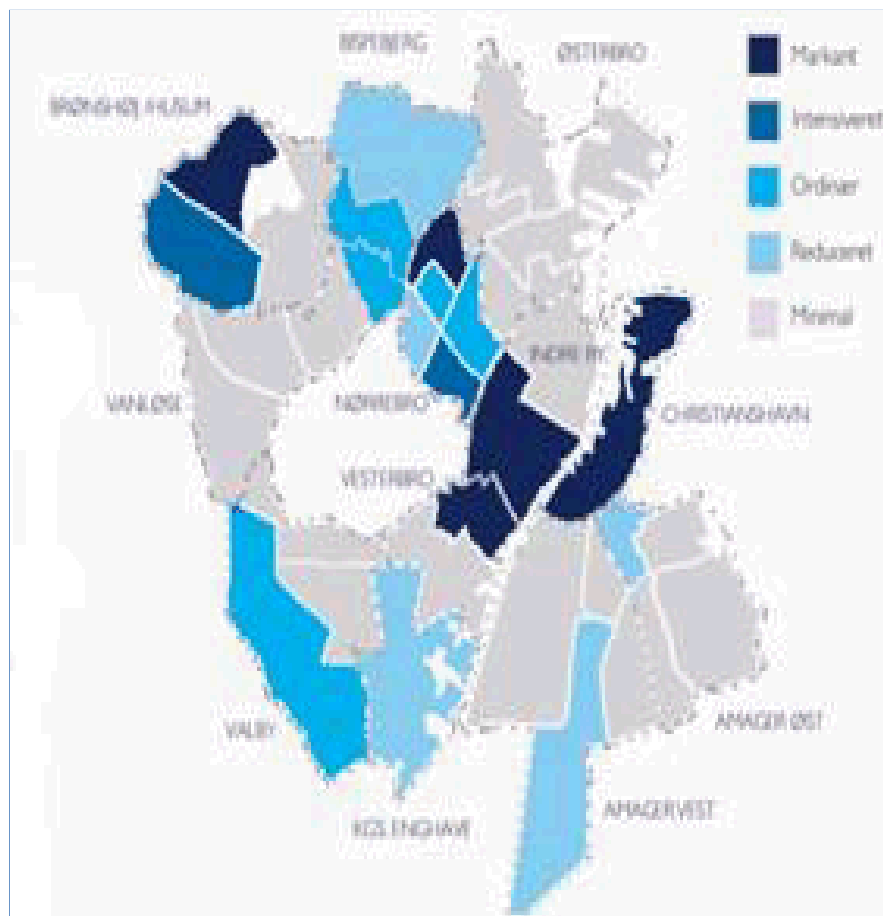 BISPEBJERG
ØSTERBRO
BRØNSHØJ-HUSUM
Markant
Intensiveret
Ordinær
Reduceret
Minimal
INDRE BY
VANLØSE
NØRREBRO
CHRISTIANSHAVN
VESTERBRO
VALBY
AMAGER ØST
KGS. ENGHAVE
AMAGER VEST